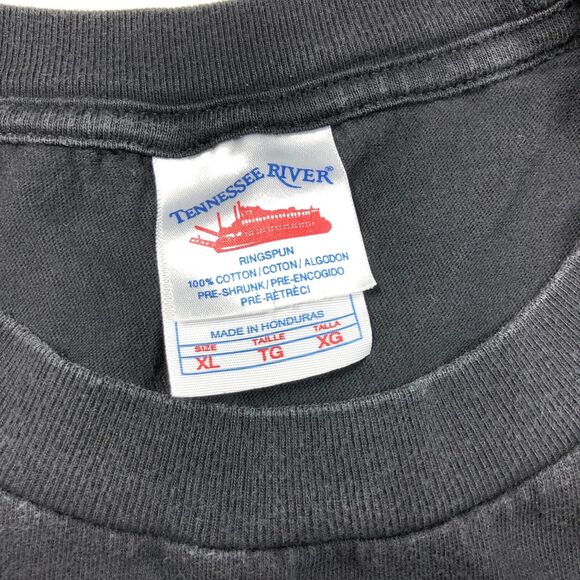 TENNESSEE RIVER®
RINGSPUN
100% COTTON/COTON/ALGODON
PRE-SHRUNK/PRE-ENCOGIDO
PRÉ-RÉTRÉCI
MADE IN HONDURAS
SIZE TAILLE TALLA
XL TG XG